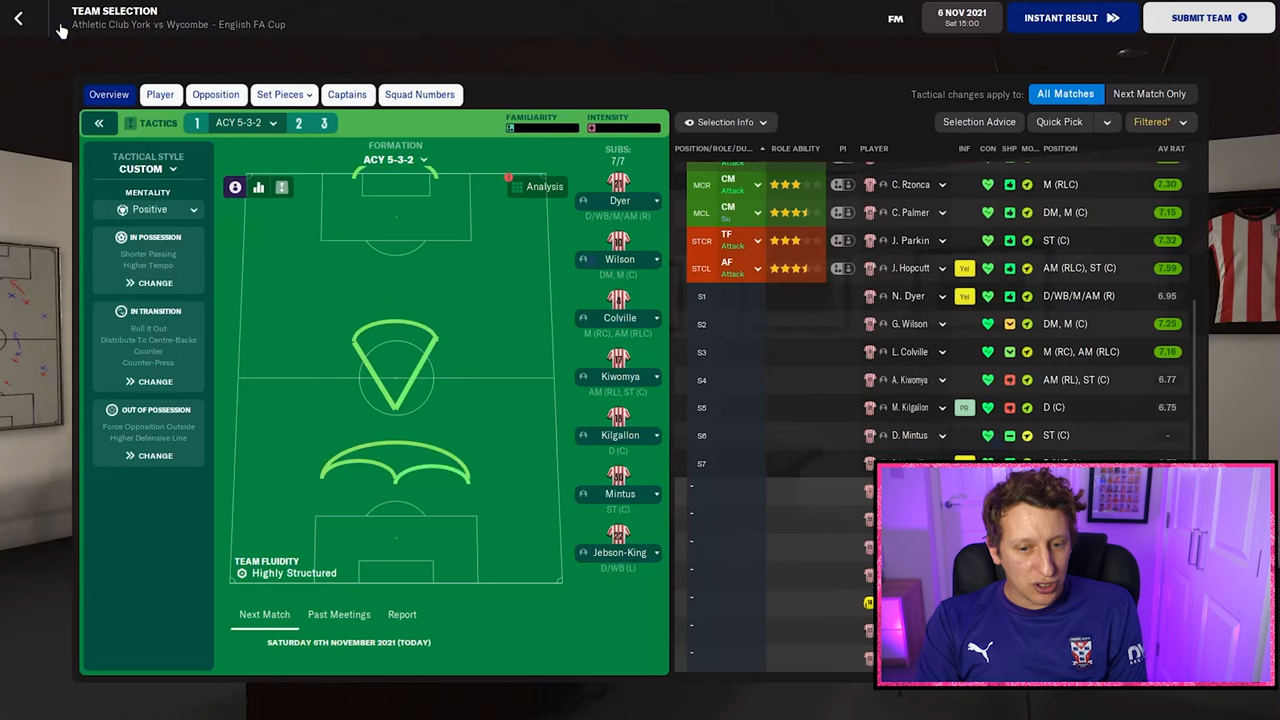 TEAM SELECTION
Athletic Club York vs Wycombe - English FA Cup
FM
6 NOV 2021
Sat 15:00
INSTANT RESULT
SUBMIT TEAM
Overview
Player
Opposition
Set Pieces
Captains
Squad Numbers
Tactical changes apply to:
All Matches
Next Match Only
TACTICS
1
ACY 5-3-2
2
3
FAMILIARITY
INTENSITY
Selection Info
Selection Advice
Quick Pick
Filtered*
TACTICAL STYLE
CUSTOM
MENTALITY
Positive
IN POSSESSION
Shorter Passing
Higher Tempo
CHANGE
IN TRANSITION
Roll It Out
Distribute To Centre-Backs
Counter
Counter-Press
CHANGE
OUT OF POSSESSION
Force Opposition Outside
Higher Defensive Line
CHANGE
FORMATION
ACY 5-3-2
Analysis
TEAM FLUIDITY
Highly Structured
Next Match
Past Meetings
Report
SATURDAY 6TH NOVEMBER 2021 (TODAY)
SUBS:
7/7
Dyer
D/WB/M/AM (R)
Wilson
DM, M (C)
Colville
M (RC), AM (RLC)
Kiwomya
AM (RL), ST (C)
Kilgallon
D (C)
Mintus
ST (C)
Jebson-King
D/WB (L)
POSITION/ROLE/DU...
ROLE ABILITY
PI
PLAYER
INF
CON
SHP
MO...
POSITION
AV RAT
Attack
MCR CM Attack C. Rzonca M (RLC) 7.30
MCL CM Su C. Palmer DM, M (C) 7.15
STCR TF Attack J. Parkin ST (C) 7.32
STCL AF Attack J. Hopcutt Yel AM (RLC), ST (C) 7.59
S1 N. Dyer Yel D/WB/M/AM (R) 6.95
S2 G. Wilson DM, M (C) 7.25
S3 L. Colville M (RC), AM (RLC) 7.16
S4 A. Kiwomya AM (RL), ST (C) 6.77
S5 M. Kilgallon PR D (C) 6.75
S6 D. Mintus ST (C) -
S7